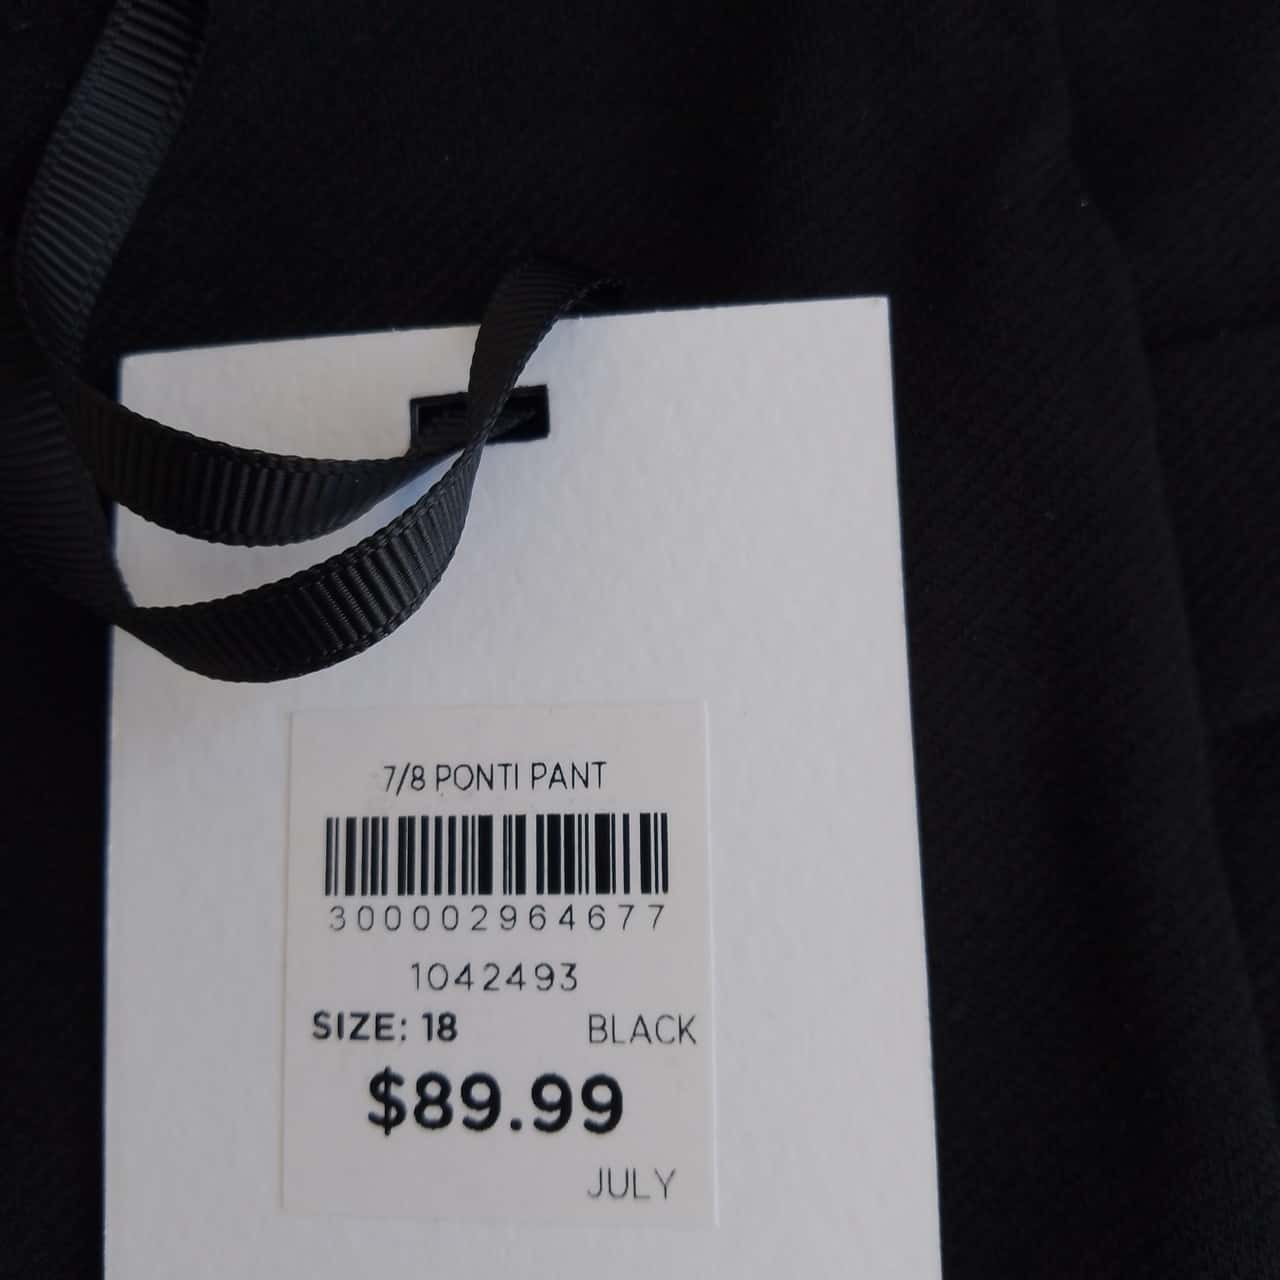 7/8 PONTI PANT
300002964677
1042493
SIZE: 18 BLACK
$89.99
JULY